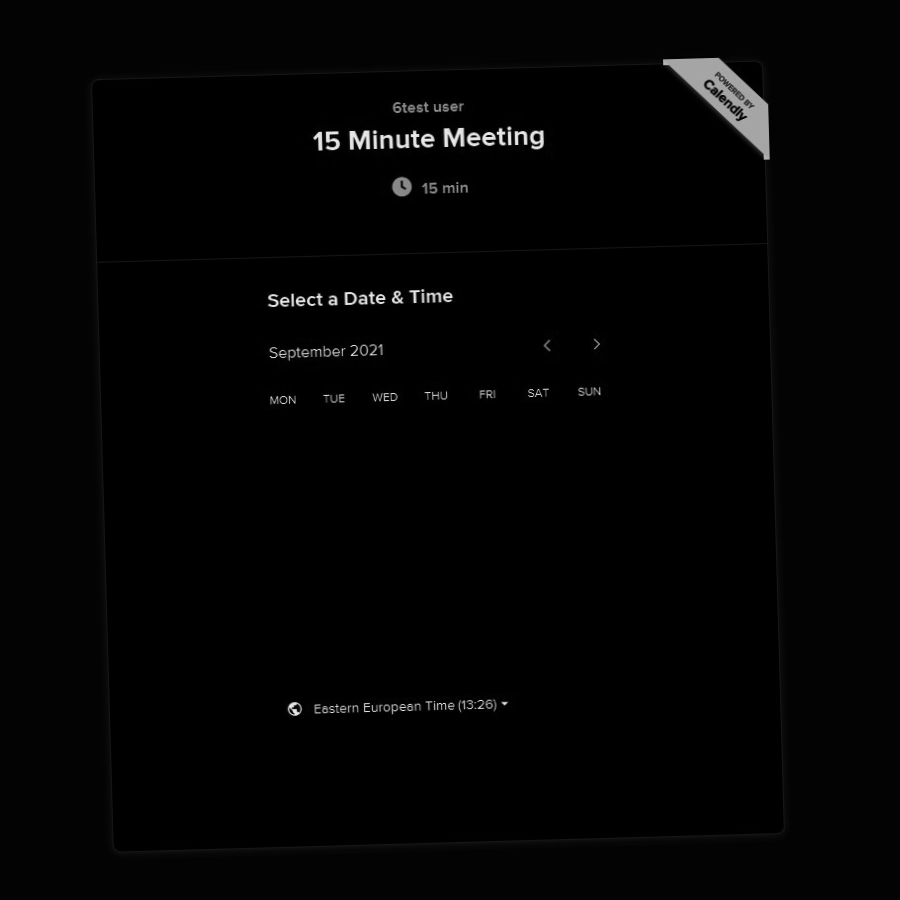 POWERED BY
Calendly
6test user
15 Minute Meeting
15 min
Select a Date & Time
September 2021
MON TUE WED THU FRI SAT SUN
Eastern European Time (13:26)